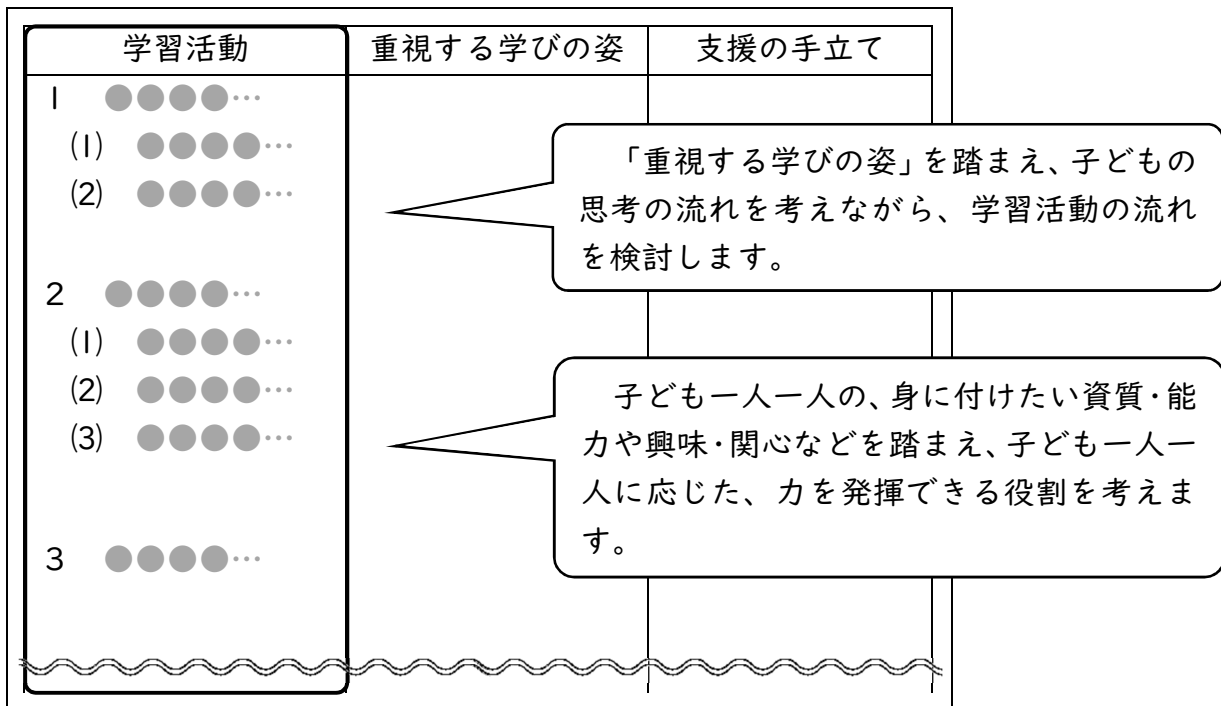 学習活動 重視する学びの姿 支援の手立て
1 ●●●●…
(1) ●●●●…
(2) ●●●●…
「重視する学びの姿」を踏まえ、子どもの
思考の流れを考えながら、学習活動の流れ
を検討します。
2 ●●●●…
(1) ●●●●…
(2) ●●●●…
(3) ●●●●…
子ども一人一人の、身に付けたい資質・能
力や興味・関心などを踏まえ、子ども一人一
人に応じた、力を発揮できる役割を考えま
す。
3 ●●●●…